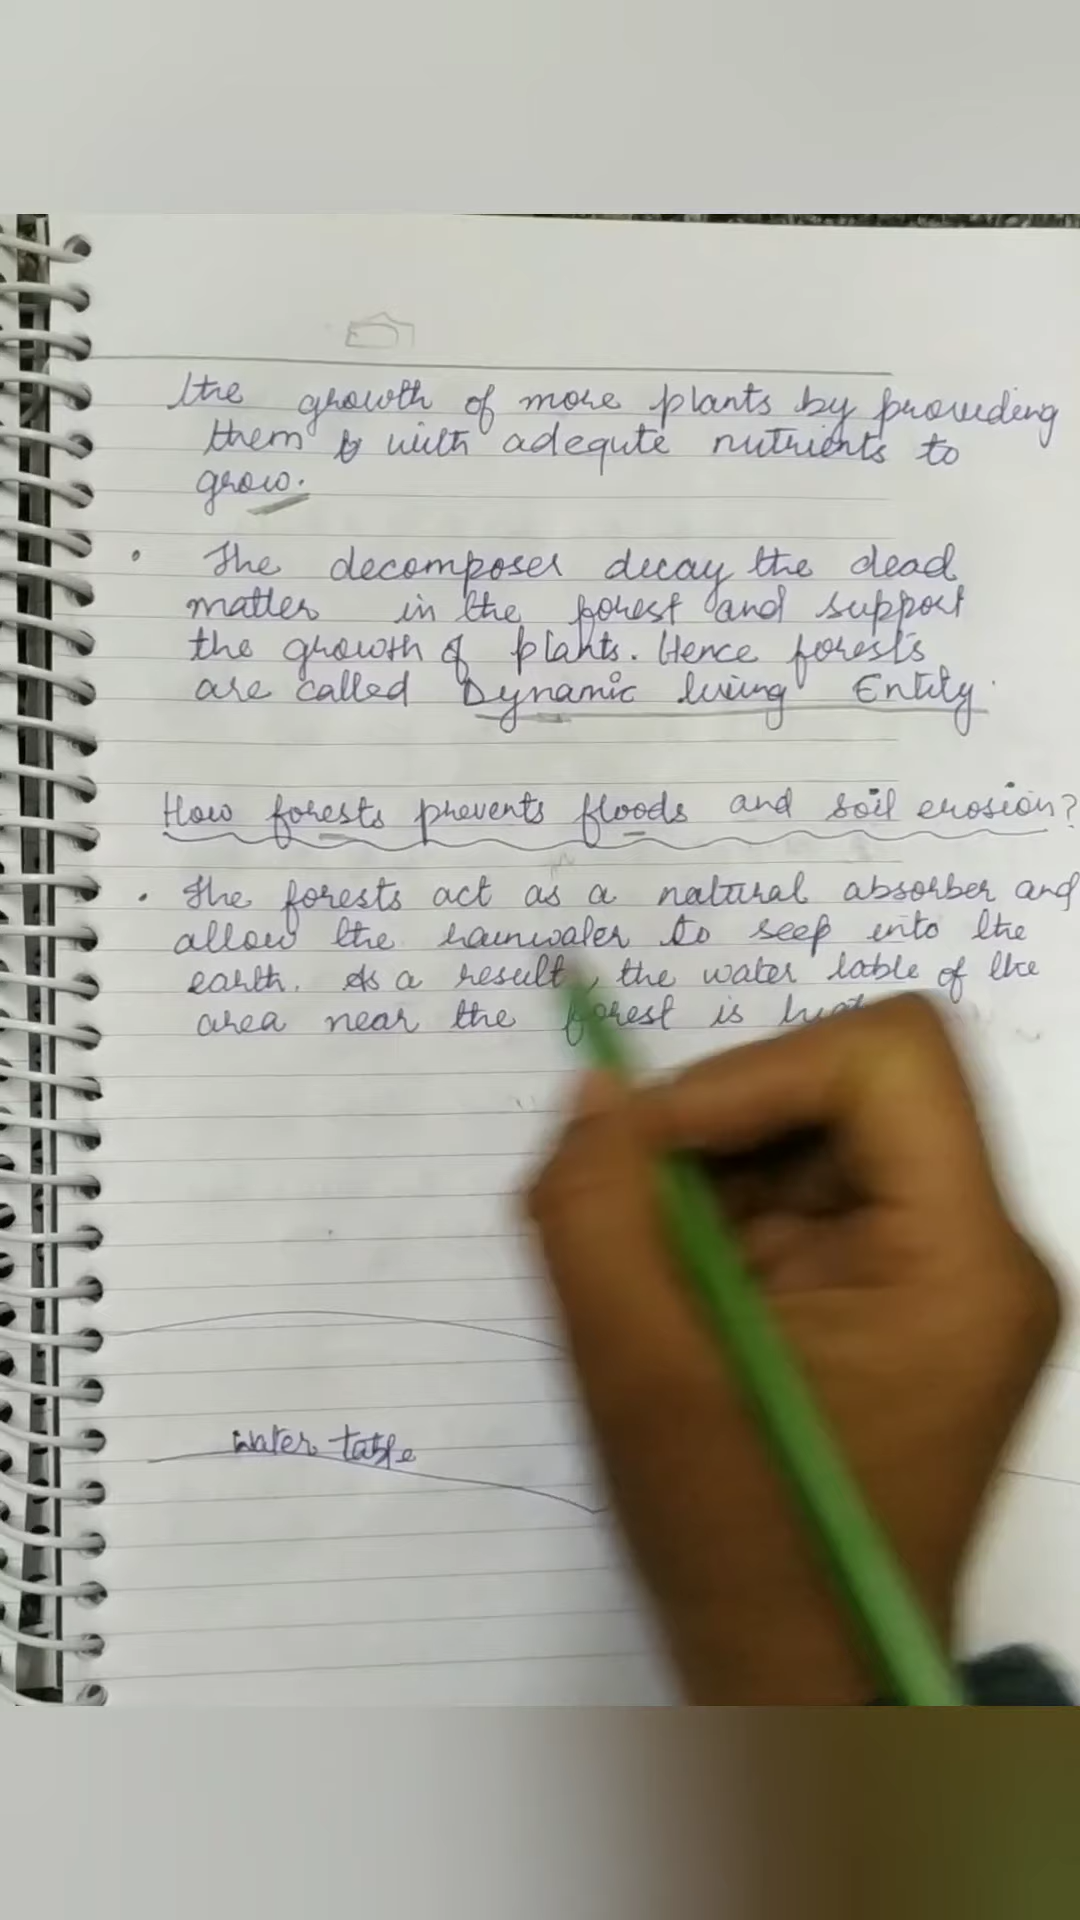 the growth of more plants by prowiding
them with adequte nutrients to
grow.
• The decomposer decay the dead
matter in the forest and support
the growth of plants. Hence forests
are called Dynamic living Entity.
How forests prevents floods and soil erosion?
• The forests act as a natural absorber and
allow the rainwater to seep into the
earth. As a result, the water table of the
area near the forest is
water table